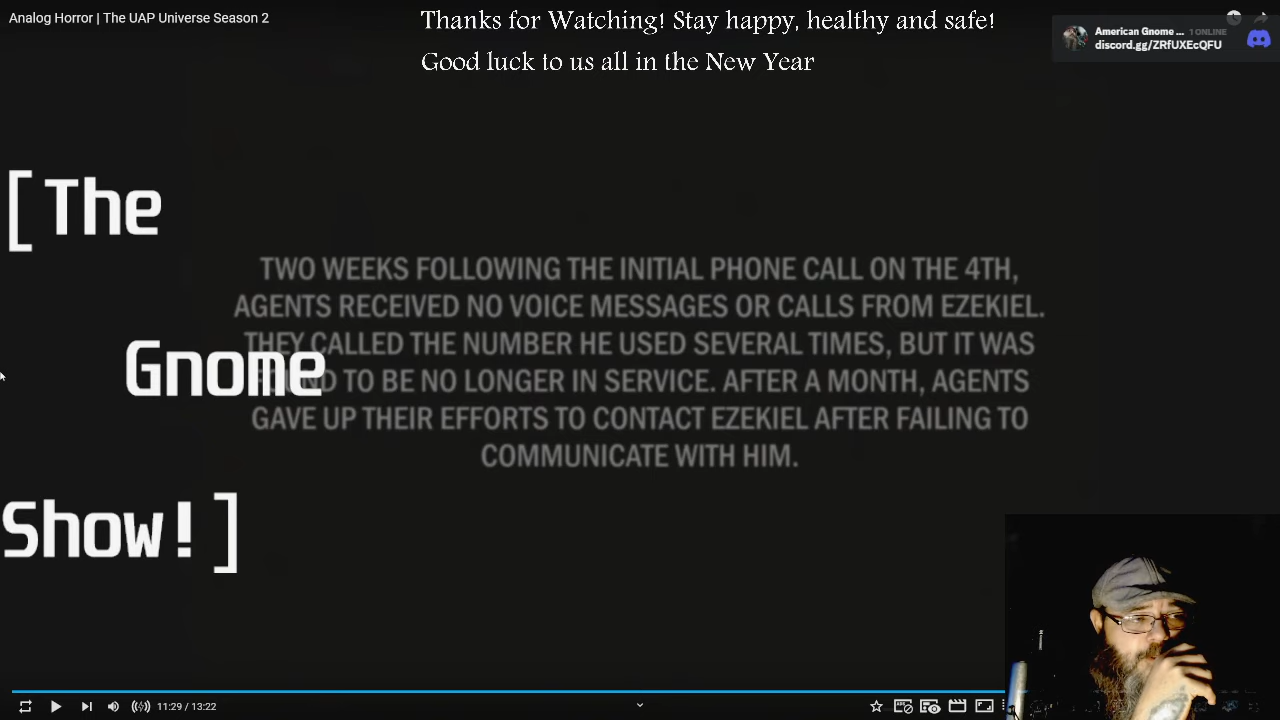 Analog Horror | The UAP Universe Season 2
Thanks for Watching! Stay happy, healthy and safe!
Good luck to us all in the New Year
American Gnome ... 1 ONLINE
discord.gg/ZRfUXEcQFU
[The
Gnome
Show!]
TWO WEEKS FOLLOWING THE INITIAL PHONE CALL ON THE 4TH,
AGENTS RECEIVED NO VOICE MESSAGES OR CALLS FROM EZEKIEL.
THEY CALLED THE NUMBER HE USED SEVERAL TIMES, BUT IT WAS
FOUND TO BE NO LONGER IN SERVICE. AFTER A MONTH, AGENTS
GAVE UP THEIR EFFORTS TO CONTACT EZEKIEL AFTER FAILING TO
COMMUNICATE WITH HIM.
11:29 / 13:22